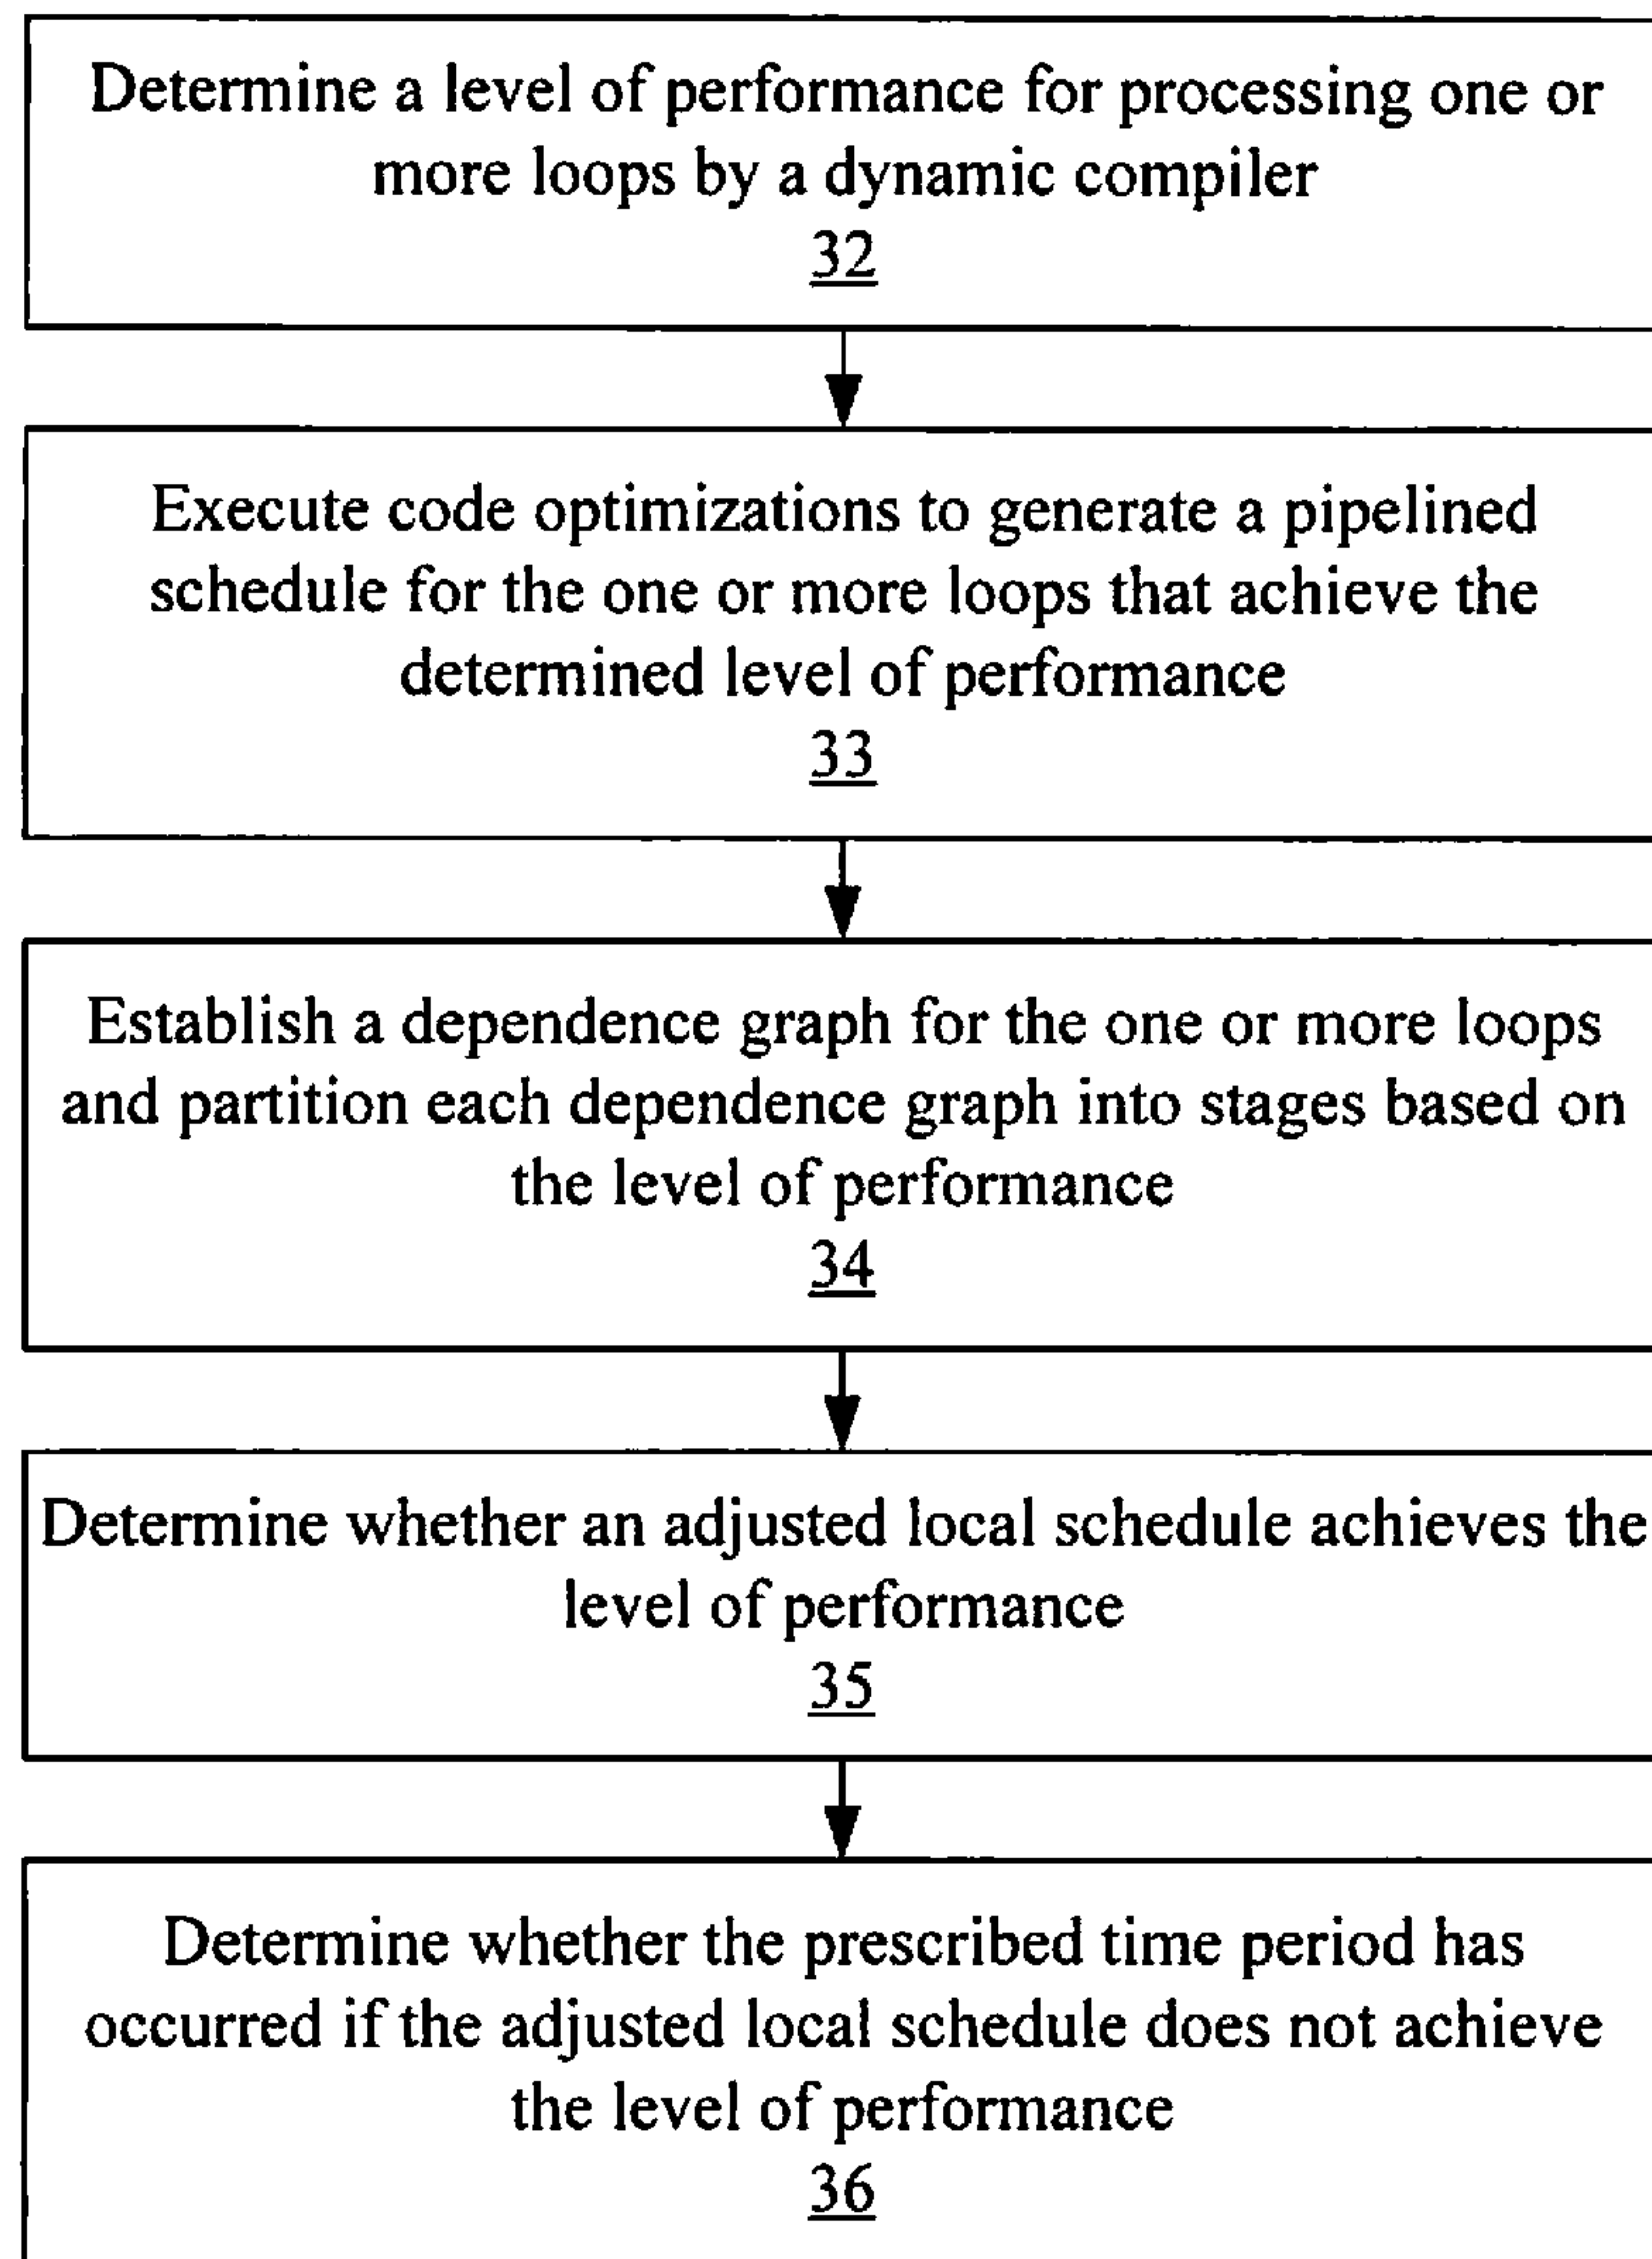 Determine a level of performance for processing one or
more loops by a dynamic compiler
32
Execute code optimizations to generate a pipelined
schedule for the one or more loops that achieve the
determined level of performance
33
Establish a dependence graph for the one or more loops
and partition each dependence graph into stages based on
the level of performance
34
Determine whether an adjusted local schedule achieves the
level of performance
35
Determine whether the prescribed time period has
occurred if the adjusted local schedule does not achieve
the level of performance
36